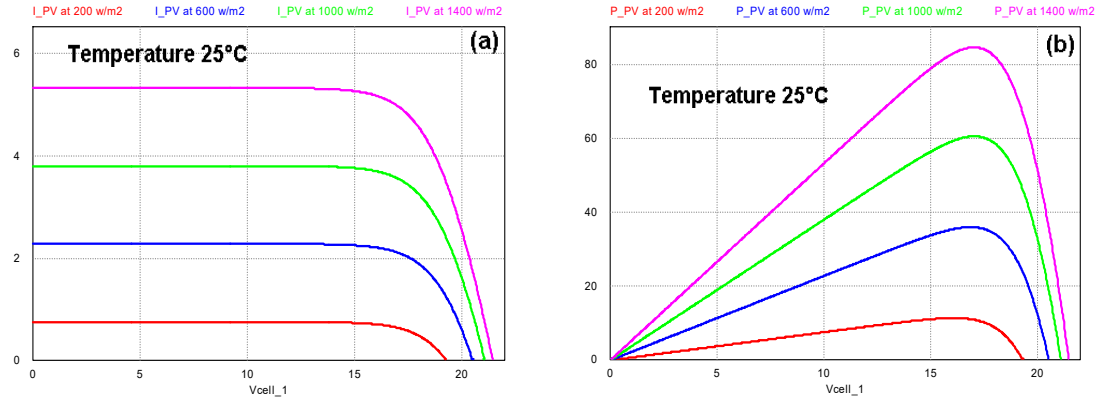 I_PV at 200 w/m2 I_PV at 600 w/m2 I_PV at 1000 w/m2 I_PV at 1400 w/m2
(a)
Temperature 25°C
6
4
2
0
0 5 10 15 20
Vcell_1
P_PV at 200 w/m2 P_PV at 600 w/m2 P_PV at 1000 w/m2 P_PV at 1400 w/m2
(b)
Temperature 25°C
80
60
40
20
0
0 5 10 15 20
Vcell_1